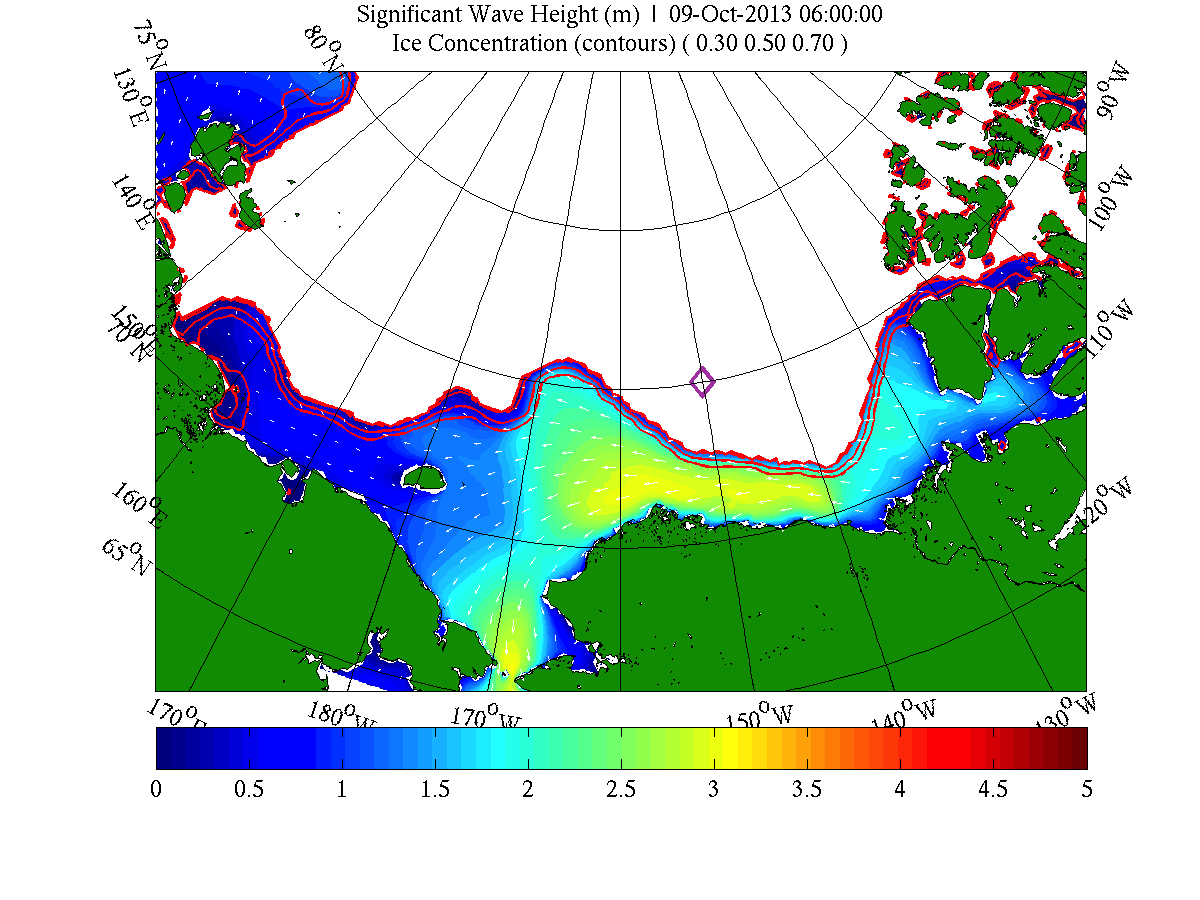 Significant Wave Height (m) | 09-Oct-2013 06:00:00
Ice Concentration (contours) ( 0.30 0.50 0.70 )
75°N
80°N
130°E
90°W
140°E
100°W
150°E
70°N
110°W
160°E
120°W
65°N
170°E
180°W
170°W
150°W
140°W
130°W
0 0.5 1 1.5 2 2.5 3 3.5 4 4.5 5